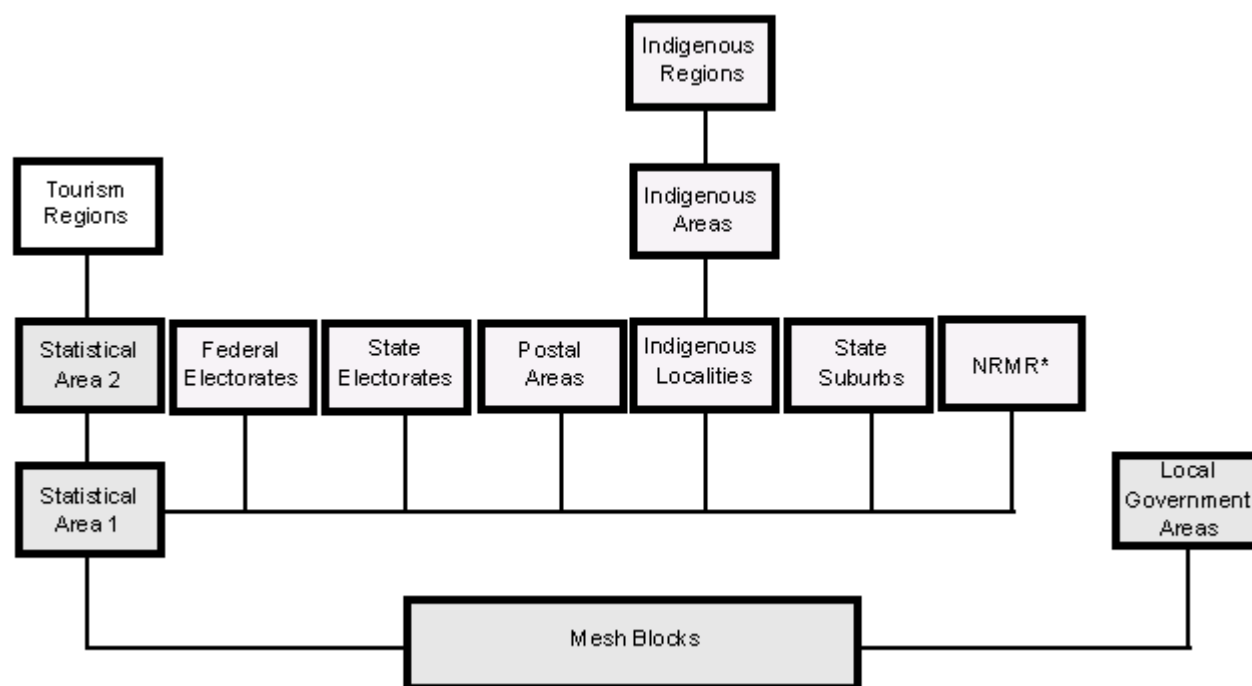 Indigenous
Regions
Tourism
Regions
Indigenous
Areas
Statistical
Area 2
Federal
Electorates
State
Electorates
Postal
Areas
Indigenous
Localities
State
Suburbs
NRMR*
Statistical
Area 1
Local
Government
Areas
Mesh Blocks